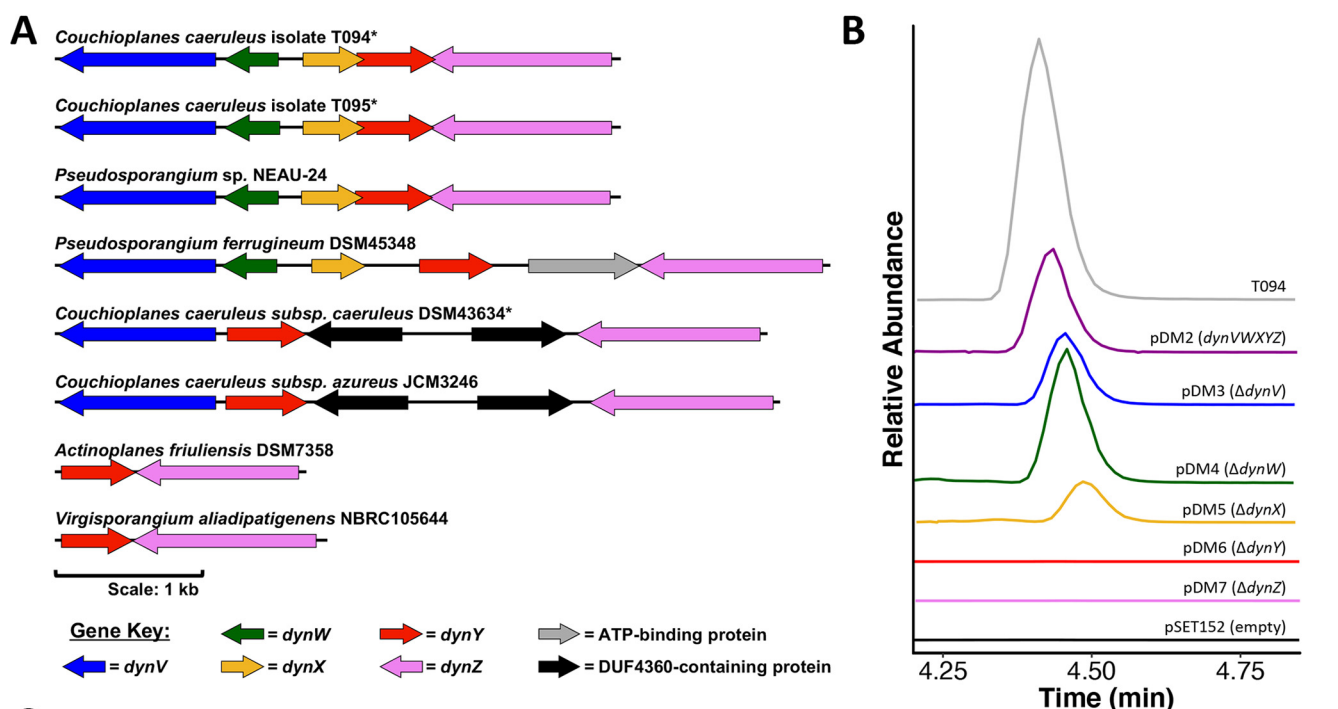 A
Couchioplanes caeruleus isolate T094*
Couchioplanes caeruleus isolate T095*
Pseudosporangium sp. NEAU-24
Pseudosporangium ferrugineum DSM45348
Couchioplanes caeruleus subsp. caeruleus DSM43634*
Couchioplanes caeruleus subsp. azureus JCM3246
Actinoplanes friuliensis DSM7358
Virgisporangium aliadipatigenens NBRC105644
Scale: 1 kb
Gene Key:
= dynW
= dynY
= ATP-binding protein
= dynV
= dynX
= dynZ
= DUF4360-containing protein
B
Relative Abundance
T094
pDM2 (dynVWXYZ)
pDM3 (ΔdynV)
pDM4 (ΔdynW)
pDM5 (ΔdynX)
pDM6 (ΔdynY)
pDM7 (ΔdynZ)
pSET152 (empty)
4.25 4.50 4.75
Time (min)